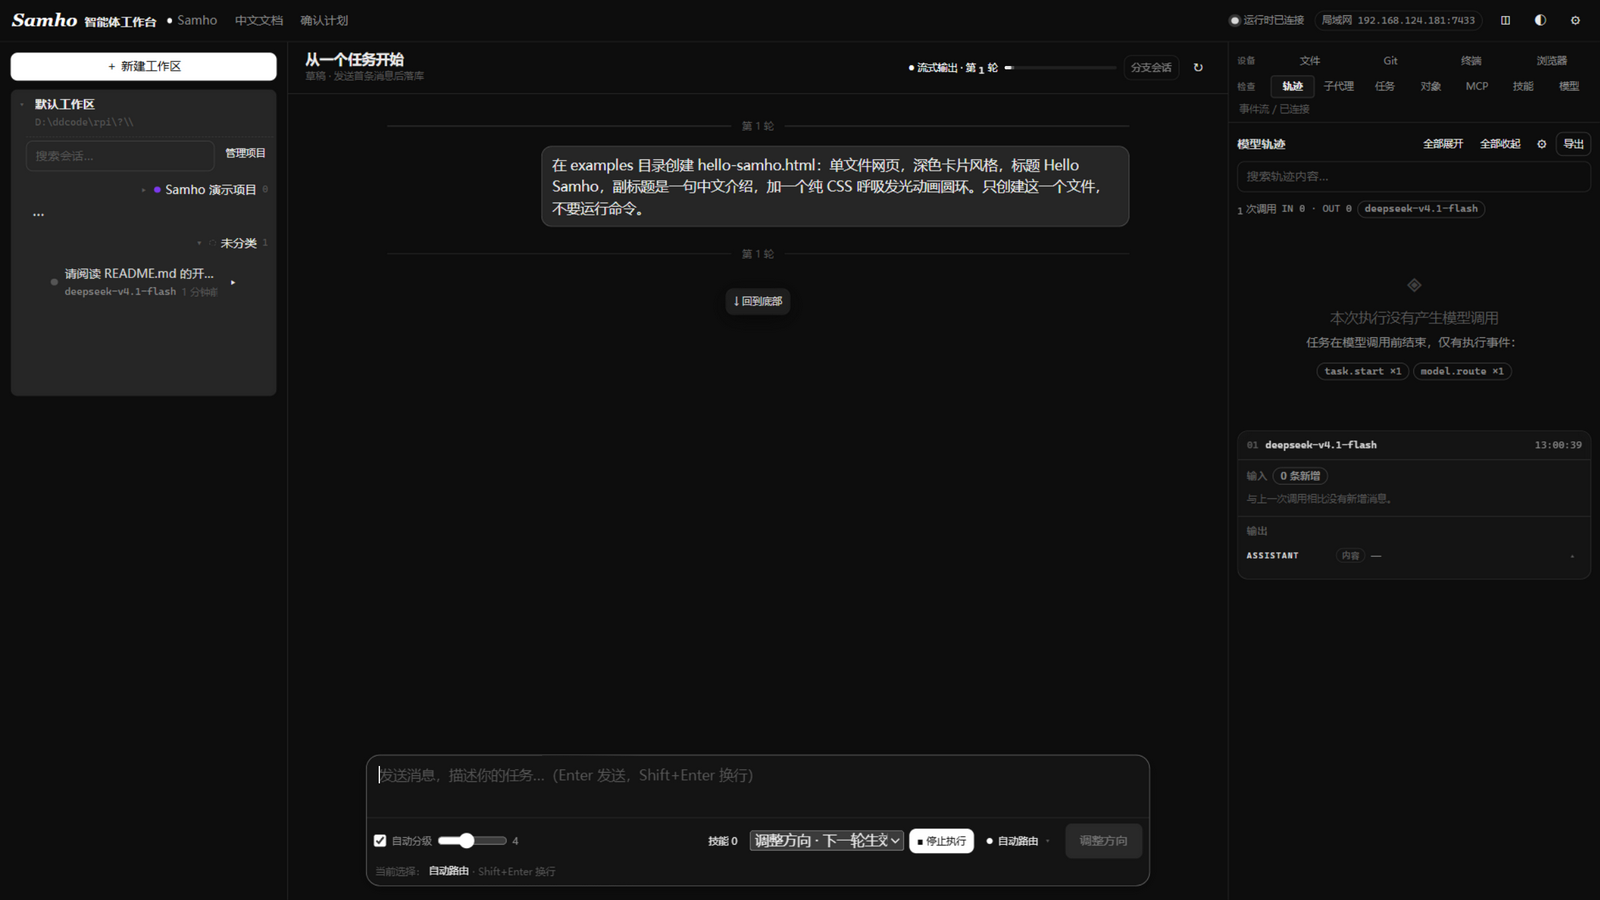 Samho 智能体工作台 Samho 中文文档 确认计划
运行时已连接 局域网 192.168.124.181:7433
+ 新建工作区
默认工作区
D:\ddcode\rpi\?\\
搜索会话... 管理项目
Samho 演示项目 0
...
未分类 1
请阅读 README.md 的开...
deepseek-v4.1-flash 1 分钟前
从一个任务开始
草稿 · 发送首条消息后落库
流式输出 · 第 1 轮 分支会话 ↻
第 1 轮
在 examples 目录创建 hello-samho.html：单文件网页，深色卡片风格，标题 Hello
Samho，副标题是一句中文介绍，加一个纯 CSS 呼吸发光动画圆环。只创建这一个文件，
不要运行命令。
第 1 轮
↓ 回到底部
发送消息，描述你的任务...（Enter 发送，Shift+Enter 换行）
自动分级 4 技能 0 调整方向 · 下一轮生效 停止执行 自动路由 调整方向
当前选择： 自动路由 · Shift+Enter 换行
设备 文件 Git 终端 浏览器
检查 轨迹 子代理 任务 对象 MCP 技能 模型
事件流 / 已连接
模型轨迹 全部展开 全部收起 导出
搜索轨迹内容...
1 次调用 IN 0 · OUT 0 deepseek-v4.1-flash
本次执行没有产生模型调用
任务在模型调用前结束，仅有执行事件：
task.start ×1 model.route ×1
01 deepseek-v4.1-flash 13:00:39
输入 0 条新增
与上一次调用相比没有新增消息。
输出
ASSISTANT 内容 —